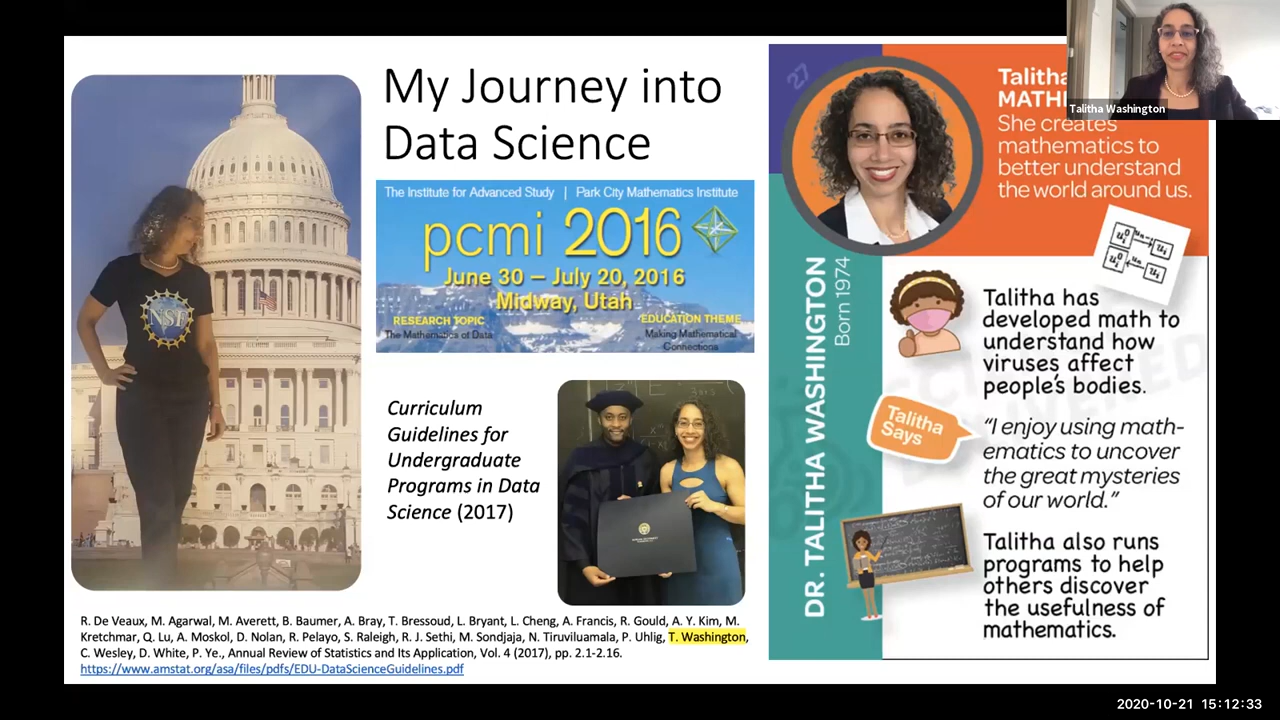 My Journey into
Data Science
The Institute for Advanced Study | Park City Mathematics Institute
pcmi 2016
June 30 – July 20, 2016
Midway, Utah
RESEARCH TOPIC
The Mathematics of Data
EDUCATION THEME
Making Mathematical
Connections
NSF
Curriculum
Guidelines for
Undergraduate
Programs in Data
Science (2017)
R. De Veaux, M. Agarwal, M. Averett, B. Baumer, A. Bray, T. Bressoud, L. Bryant, L. Cheng, A. Francis, R. Gould, A. Y. Kim, M.
Kretchmar, Q. Lu, A. Moskol, D. Nolan, R. Pelayo, S. Raleigh, R. J. Sethi, M. Sondjaja, N. Tiruviluamala, P. Uhlig, T. Washington,
C. Wesley, D. White, P. Ye., Annual Review of Statistics and Its Application, Vol. 4 (2017), pp. 2.1-2.16.
https://www.amstat.org/asa/files/pdfs/EDU-DataScienceGuidelines.pdf
27
DR. TALITHA WASHINGTON
Born 1974
Talitha
She creates
mathematics to
better understand
the world around us.
Talitha has
developed math to
understand how
viruses affect
people's bodies.
Talitha
Says
"I enjoy using math-
ematics to uncover
the great mysteries
of our world."
Talitha also runs
programs to help
others discover
the usefulness of
mathematics.
Talitha Washington
2020-10-21 15:12:33